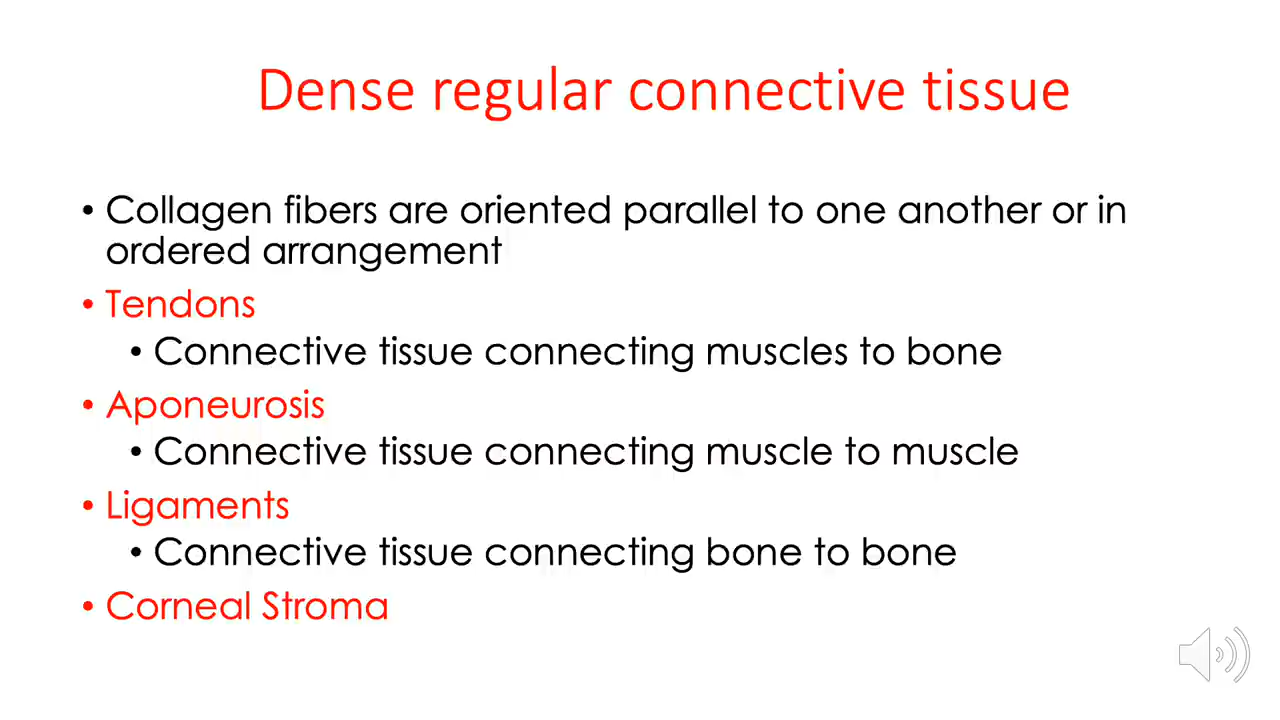 Dense regular connective tissue
• Collagen fibers are oriented parallel to one another or in
ordered arrangement
• Tendons
• Connective tissue connecting muscles to bone
• Aponeurosis
• Connective tissue connecting muscle to muscle
• Ligaments
• Connective tissue connecting bone to bone
• Corneal Stroma